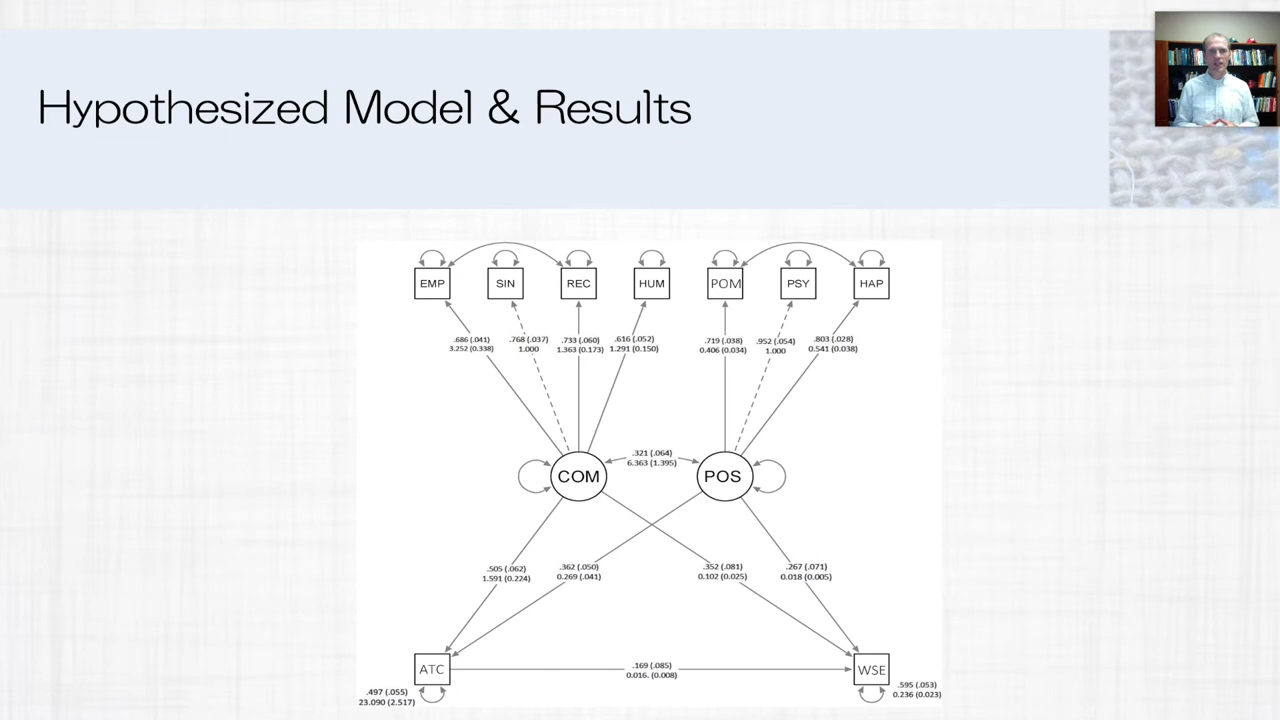 Hypothesized Model & Results
EMP
SIN
REC
HUM
POM
PSY
HAP
.686 (.041)
3.252 (0.338)
.768 (.037)
1.000
.733 (.060)
1.363 (0.173)
.616 (.052)
1.291 (0.150)
.719 (.038)
0.406 (0.034)
.952 (.054)
1.000
.803 (.028)
0.541 (0.038)
.321 (.064)
6.363 (1.395)
COM
POS
.505 (.062)
1.591 (0.224)
.362 (.050)
0.269 (.041)
.352 (.081)
0.102 (0.025)
.267 (.071)
0.018 (0.005)
ATC
.169 (.085)
0.016. (0.008)
WSE
.497 (.055)
23.090 (2.517)
.595 (.053)
0.236 (0.023)